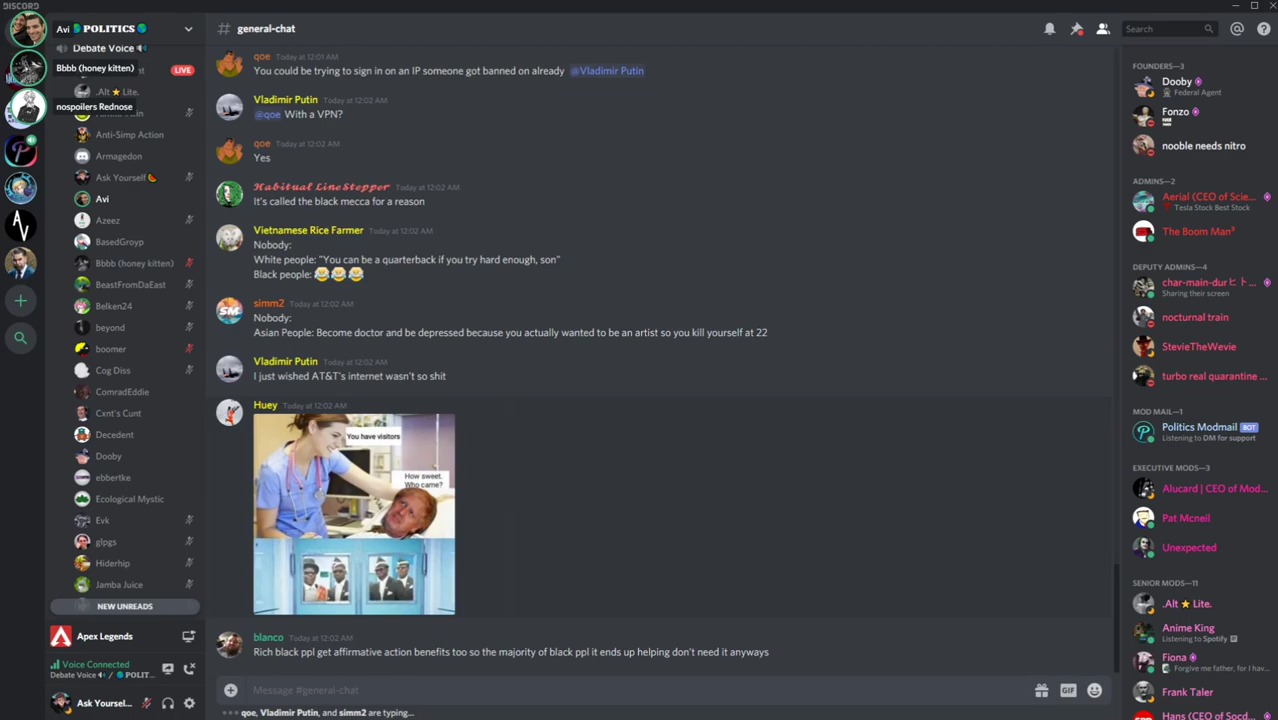 DISCORD
Avi
🌎 POLITICS 🌎
Debate Voice 🔊
Bbbb (honey kitten)
LIVE
.Alt ⭐ Lite.
nospoilers Rednose
Anti-Simp Action
Armagedon
Ask Yourself 🍉
Avi
Azeez
BasedGroyp
Bbbb (honey kitten)
BeastFromDaEast
Belken24
beyond
boomer
Cog Diss
ComradEddie
Cxnt's Cunt
Decedent
Dooby
ebbertke
Ecological Mystic
Evk
glpgs
Hiderhip
Jamba Juice
NEW UNREADS
Apex Legends
Voice Connected
Debate Voice 🔊 / 🌎 POLIT...
Ask Yoursel...
# general-chat
Search
qoe Today at 12:01 AM
You could be trying to sign in on an IP someone got banned on already @Vladimir Putin
Vladimir Putin Today at 12:02 AM
@qoe With a VPN?
qoe Today at 12:02 AM
Yes
𝓗𝓪𝓫𝓲𝓽𝓾𝓪𝓵 𝓛𝓲𝓷𝓮𝓢𝓽𝓮𝓹𝓹𝓮𝓻 Today at 12:02 AM
It's called the black mecca for a reason
Vietnamese Rice Farmer Today at 12:02 AM
Nobody:
White people: "You can be a quarterback if you try hard enough, son"
Black people: 😂😂😂
simm2 Today at 12:02 AM
Nobody:
Asian People: Become doctor and be depressed because you actually wanted to be an artist so you kill yourself at 22
Vladimir Putin Today at 12:02 AM
I just wished AT&T's internet wasn't so shit
Huey Today at 12:02 AM
You have visitors
How sweet.
Who came?
blanco Today at 12:02 AM
Rich black ppl get affirmative action benefits too so the majority of black ppl it ends up helping don't need it anyways
Message #general-chat
GIF
qoe, Vladimir Putin, and simm2 are typing...
FOUNDERS—3
Dooby
Federal Agent
Fonzo
nooble needs nitro
ADMINS—2
Aerial (CEO of Scie...
Tesla Stock Best Stock
The Boom Man³
DEPUTY ADMINS—4
char-main-durヒト...
Sharing their screen
nocturnal train
StevieTheWevie
turbo real quarantine ...
MOD MAIL—1
Politics Modmail BOT
Listening to DM for support
EXECUTIVE MODS—3
Alucard | CEO of Mod...
Pat Mcneil
Unexpected
SENIOR MODS—11
.Alt ⭐ Lite.
Anime King
Listening to Spotify
Fiona
Forgive me father, for I hav...
Frank Taler
Hans (CEO of Socd...